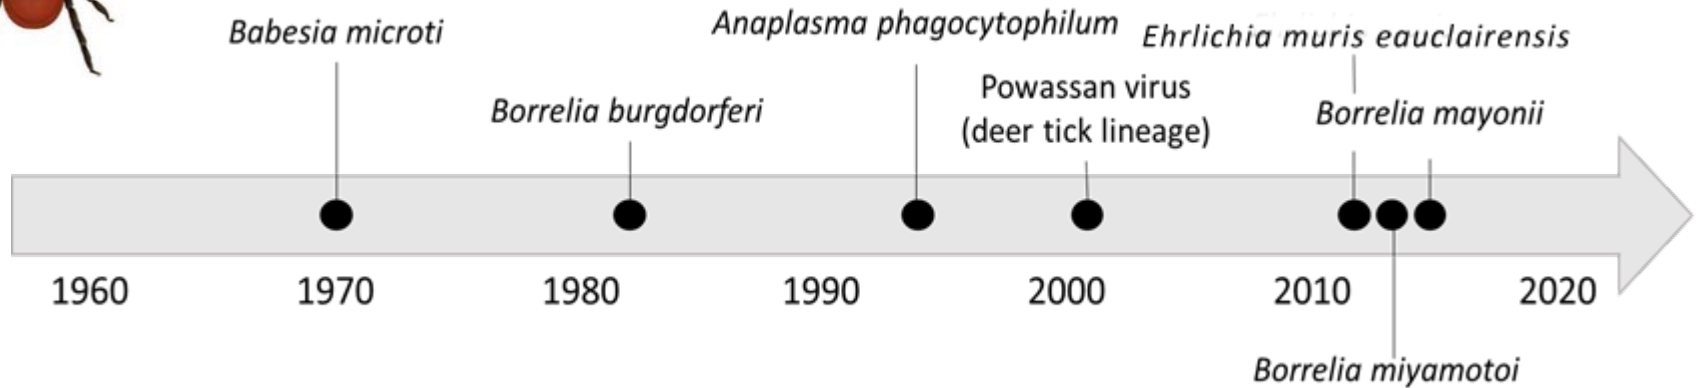 Babesia microti
Anaplasma phagocytophilum
Ehrlichia muris eauclairensis
Borrelia burgdorferi
Powassan virus
(deer tick lineage)
Borrelia mayonii
1960 1970 1980 1990 2000 2010 2020
Borrelia miyamotoi